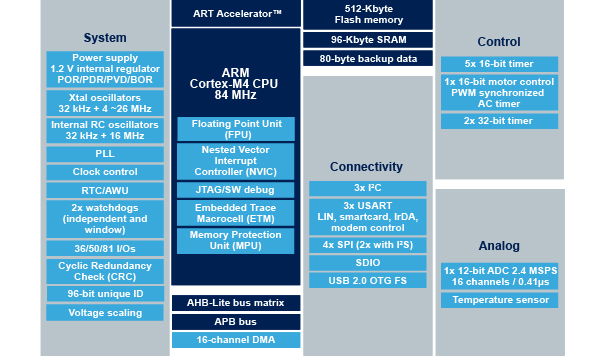 System
Power supply
1.2 V internal regulator
POR/PDR/PVD/BOR
Xtal oscillators
32 kHz + 4 ~26 MHz
Internal RC oscillators
32 kHz + 16 MHz
PLL
Clock control
RTC/AWU
2x watchdogs
(independent and
window)
36/50/81 I/Os
Cyclic Redundancy
Check (CRC)
96-bit unique ID
Voltage scaling
ART Accelerator™
ARM
Cortex-M4 CPU
84 MHz
Floating Point Unit
(FPU)
Nested Vector
Interrupt
Controller (NVIC)
JTAG/SW debug
Embedded Trace
Macrocell (ETM)
Memory Protection
Unit (MPU)
AHB-Lite bus matrix
APB bus
16-channel DMA
512-Kbyte
Flash memory
96-Kbyte SRAM
80-byte backup data
Connectivity
3x I²C
3x USART
LIN, smartcard, IrDA,
modem control
4x SPI (2x with I²S)
SDIO
USB 2.0 OTG FS
Control
5x 16-bit timer
1x 16-bit motor control
PWM synchronized
AC timer
2x 32-bit timer
Analog
1x 12-bit ADC 2.4 MSPS
16 channels / 0.41µs
Temperature sensor